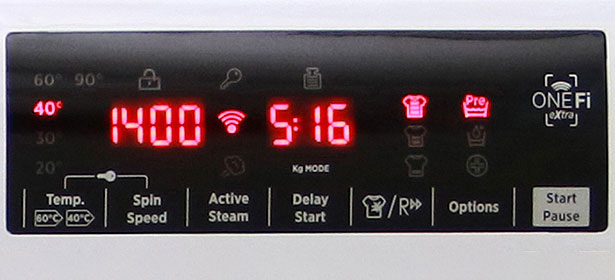 60° 90°
40°
1400 5:16 Pre
30°
20°
Kg MODE
ONE Fi
eXtra
Temp. Spin Speed Active Steam Delay Start /R Options Start Pause
60°C 40°C